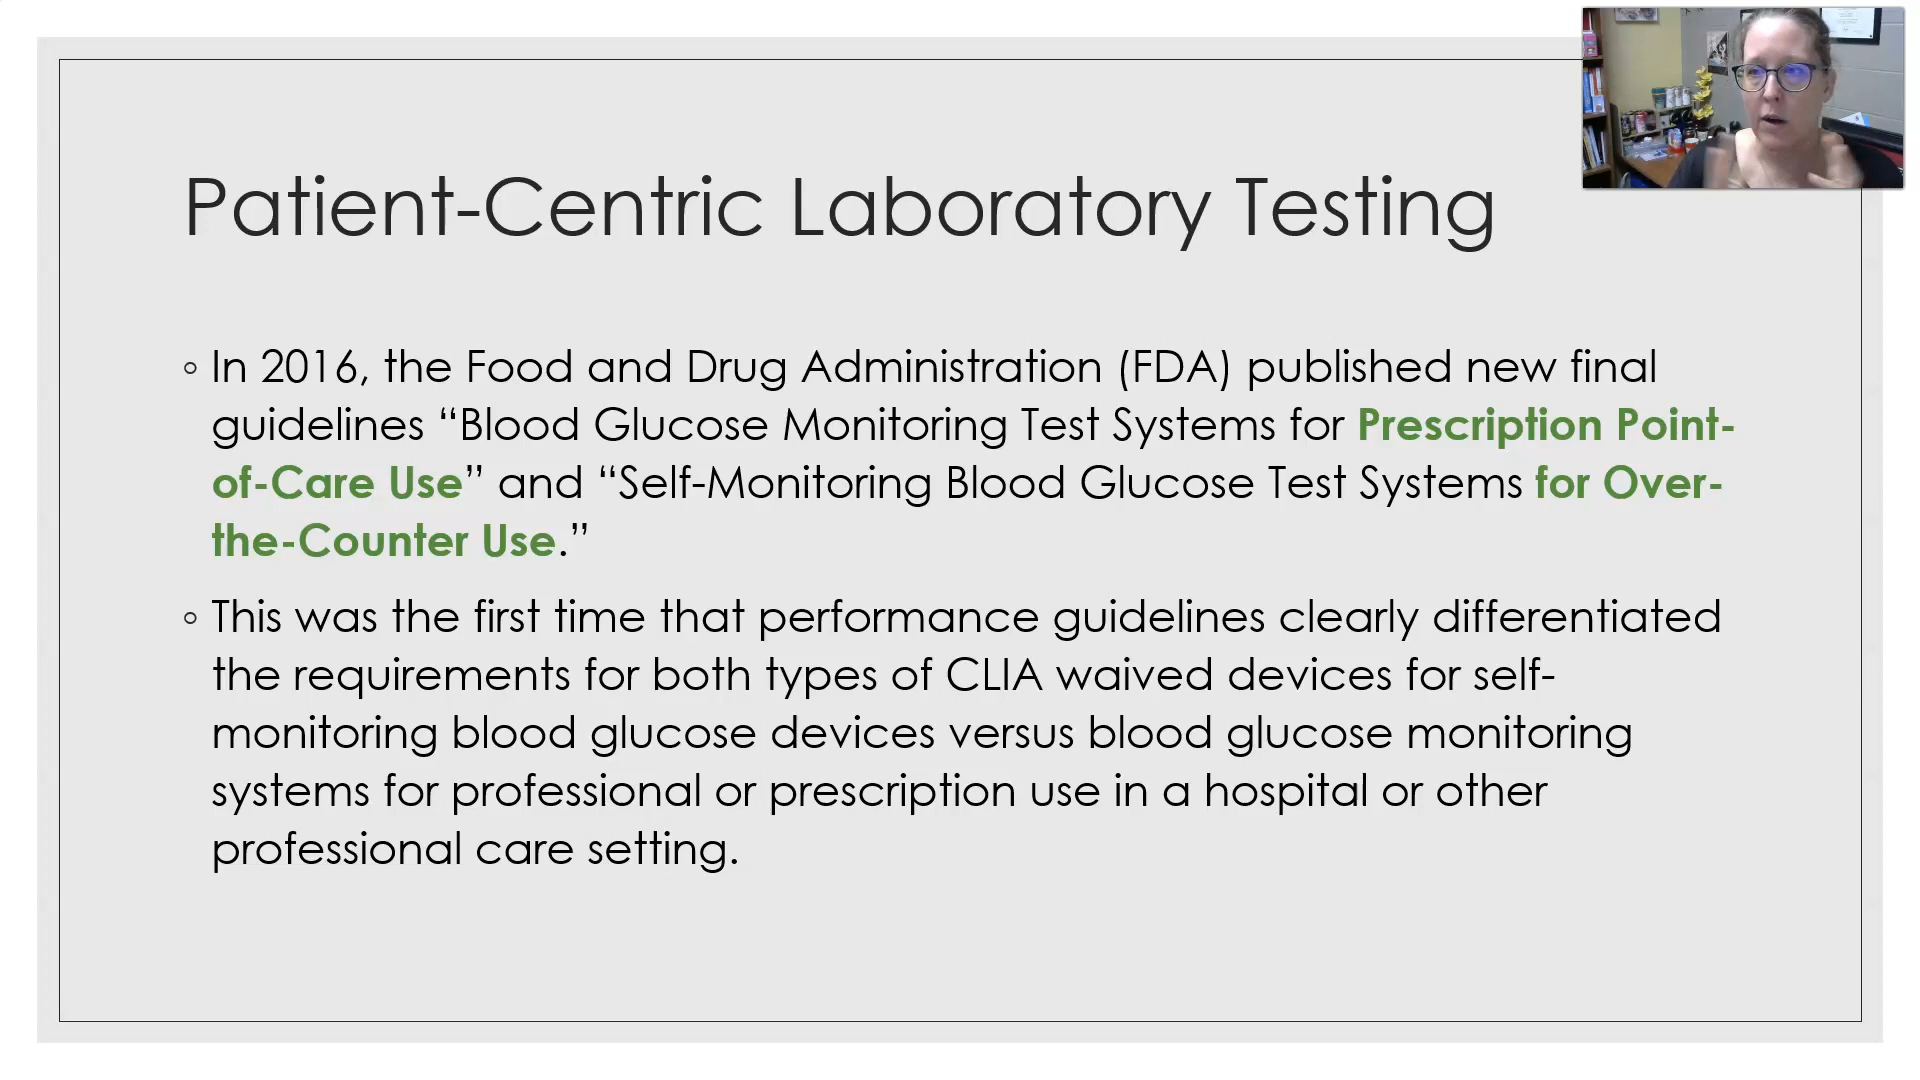 Patient-Centric Laboratory Testing
◦ In 2016, the Food and Drug Administration (FDA) published new final
guidelines “Blood Glucose Monitoring Test Systems for Prescription Point-
of-Care Use” and “Self-Monitoring Blood Glucose Test Systems for Over-
the-Counter Use.”
◦ This was the first time that performance guidelines clearly differentiated
the requirements for both types of CLIA waived devices for self-
monitoring blood glucose devices versus blood glucose monitoring
systems for professional or prescription use in a hospital or other
professional care setting.